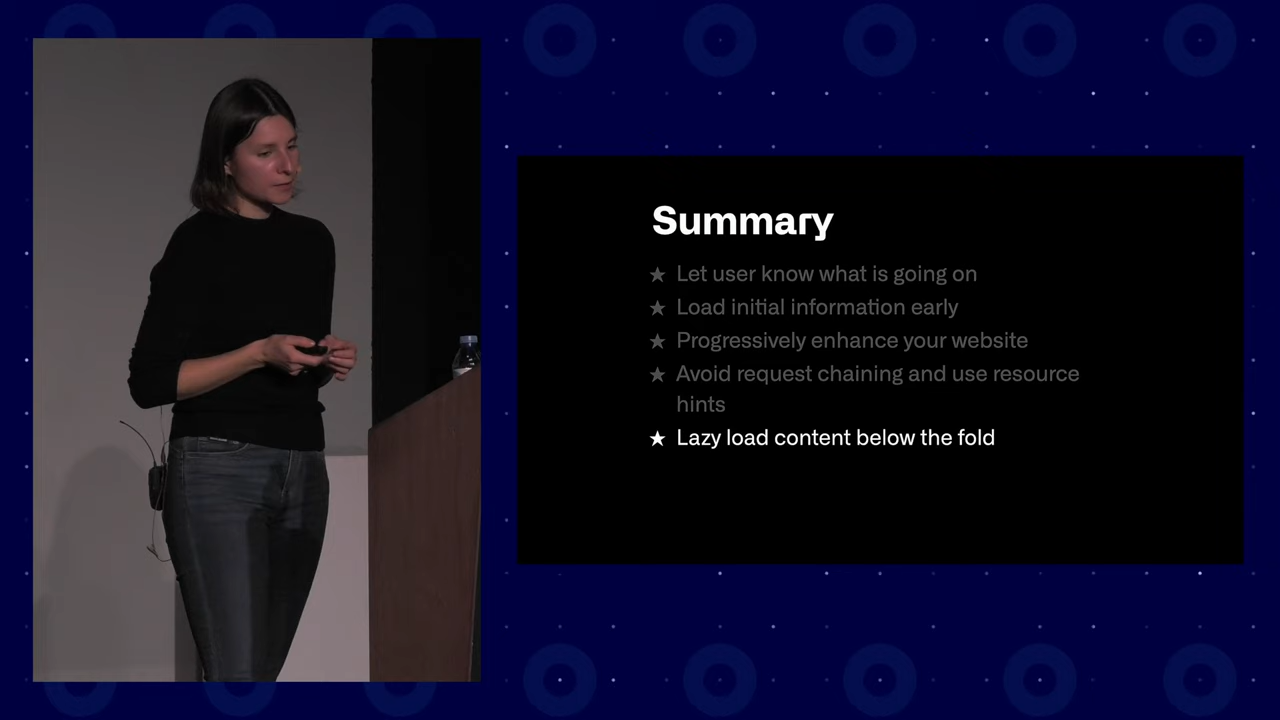 Summary
★ Let user know what is going on
★ Load initial information early
★ Progressively enhance your website
★ Avoid request chaining and use resource
hints
★ Lazy load content below the fold